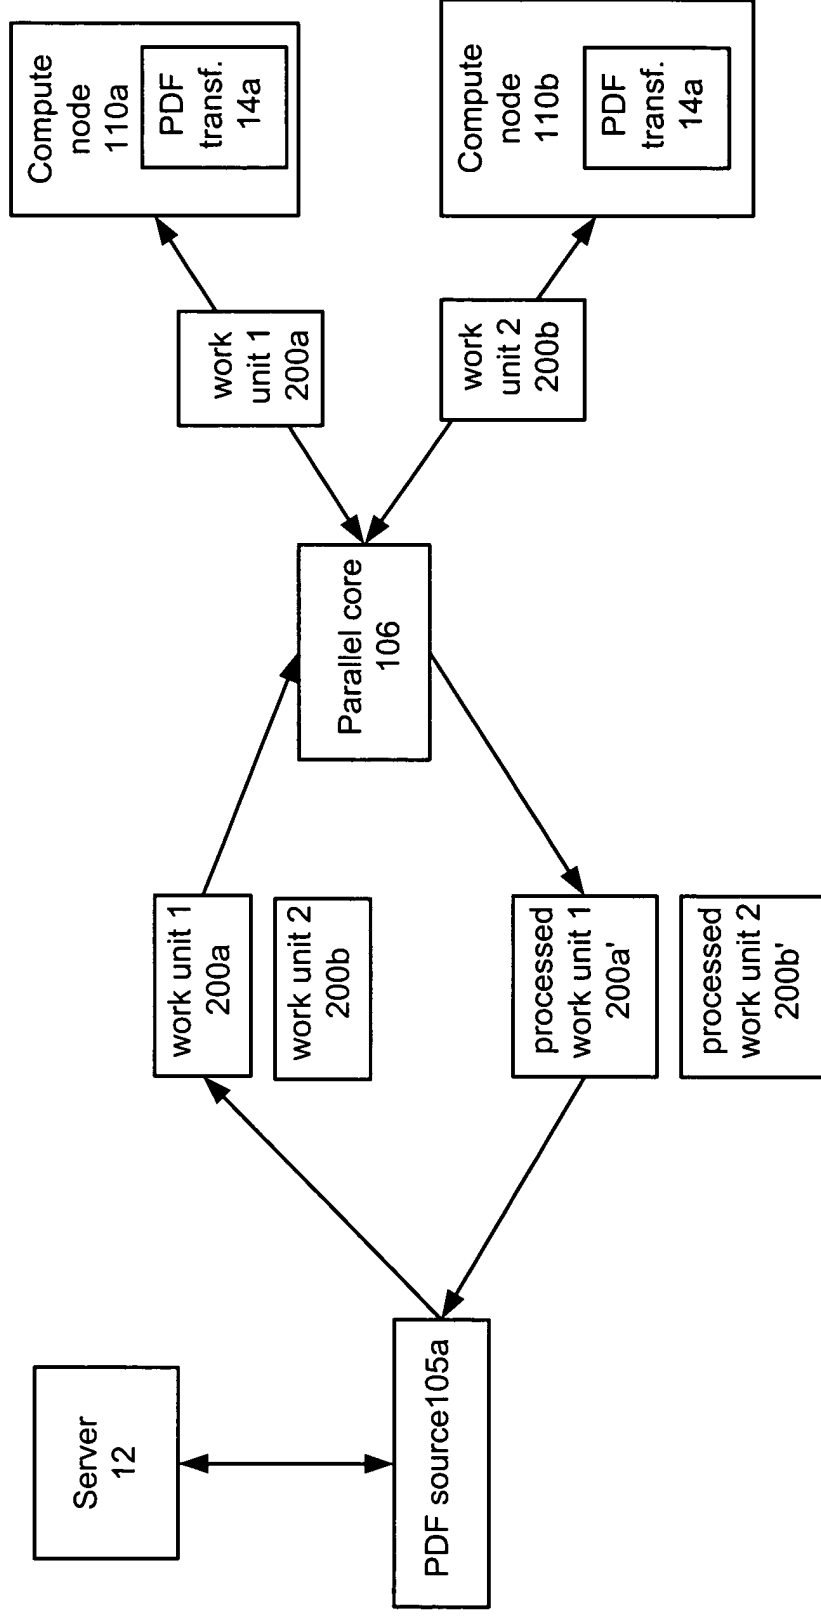 Server
12
PDF source105a
work unit 1
200a
work unit 2
200b
processed
work unit 1
200a'
processed
work unit 2
200b'
Parallel core
106
work
unit 1
200a
work
unit 2
200b
Compute
node
110a
PDF
transf.
14a
Compute
node
110b
PDF
transf.
14a